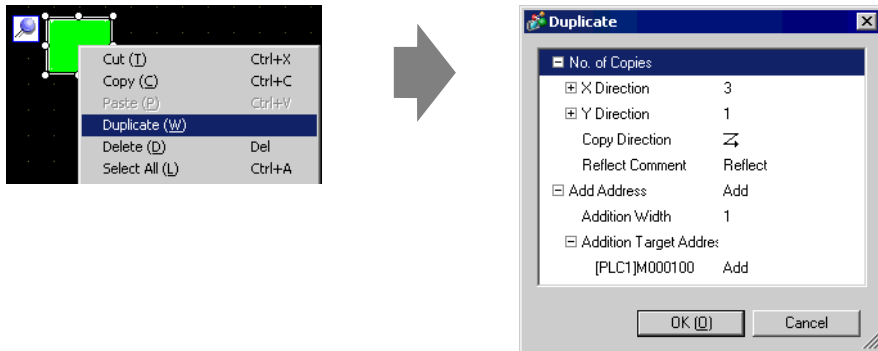 Cut (T) Ctrl+X
Copy (C) Ctrl+C
Paste (P) Ctrl+V
Duplicate (W)
Delete (D) Del
Select All (L) Ctrl+A
Duplicate
No. of Copies
X Direction 3
Y Direction 1
Copy Direction
Reflect Comment Reflect
Add Address Add
Addition Width 1
Addition Target Addres
[PLC1]M000100 Add
OK (O) Cancel